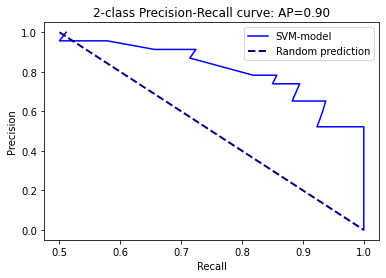 2-class Precision-Recall curve: AP=0.90
SVM-model
Random prediction
Precision
1.0
0.8
0.6
0.4
0.2
0.0
0.5 0.6 0.7 0.8 0.9 1.0
Recall